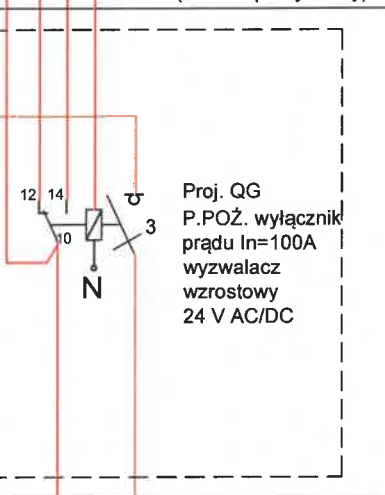 12 14
10
3
N
Proj. QG
P.POŻ. wyłącznik
prądu In=100A
wyzwalacz
wzrostowy
24 V AC/DC